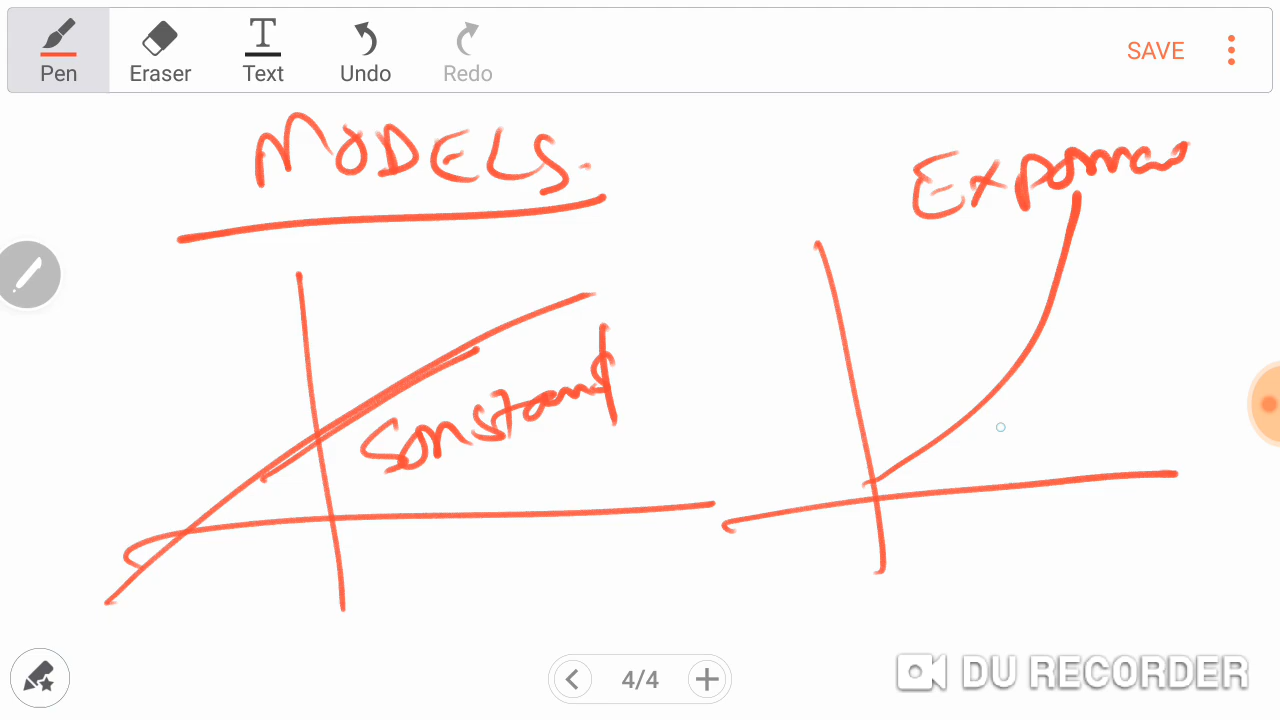 Pen
Eraser
Text
Undo
Redo
SAVE
MODELS.
Constant
4/4
DU RECORDER